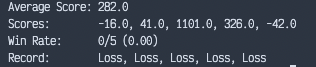 Average Score: 282.0
Scores: -16.0, 41.0, 1101.0, 326.0, -42.0
Win Rate: 0/5 (0.00)
Record: Loss, Loss, Loss, Loss, Loss